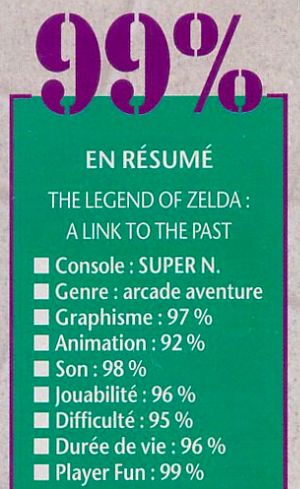 99%
EN RÉSUMÉ
THE LEGEND OF ZELDA :
A LINK TO THE PAST
■ Console : SUPER N.
■ Genre : arcade aventure
■ Graphisme : 97 %
■ Animation : 92 %
■ Son : 98 %
■ Jouabilité : 96 %
■ Difficulté : 95 %
■ Durée de vie : 96 %
■ Player Fun : 99 %